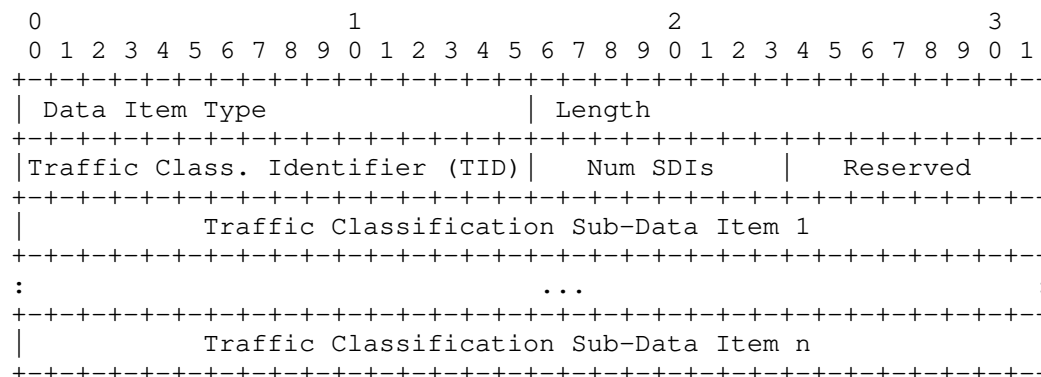 0                   1                   2                   3
0 1 2 3 4 5 6 7 8 9 0 1 2 3 4 5 6 7 8 9 0 1 2 3 4 5 6 7 8 9 0 1
+-+-+-+-+-+-+-+-+-+-+-+-+-+-+-+-+-+-+-+-+-+-+-+-+-+-+-+-+-+-+-+-
| Data Item Type                | Length
+-+-+-+-+-+-+-+-+-+-+-+-+-+-+-+-+-+-+-+-+-+-+-+-+-+-+-+-+-+-+-+-
|Traffic Class. Identifier (TID)|   Num SDIs    |   Reserved
+-+-+-+-+-+-+-+-+-+-+-+-+-+-+-+-+-+-+-+-+-+-+-+-+-+-+-+-+-+-+-+-
|           Traffic Classification Sub-Data Item 1
+-+-+-+-+-+-+-+-+-+-+-+-+-+-+-+-+-+-+-+-+-+-+-+-+-+-+-+-+-+-+-+-
:                                ...                            :
+-+-+-+-+-+-+-+-+-+-+-+-+-+-+-+-+-+-+-+-+-+-+-+-+-+-+-+-+-+-+-+-
|           Traffic Classification Sub-Data Item n
+-+-+-+-+-+-+-+-+-+-+-+-+-+-+-+-+-+-+-+-+-+-+-+-+-+-+-+-+-+-+-+-